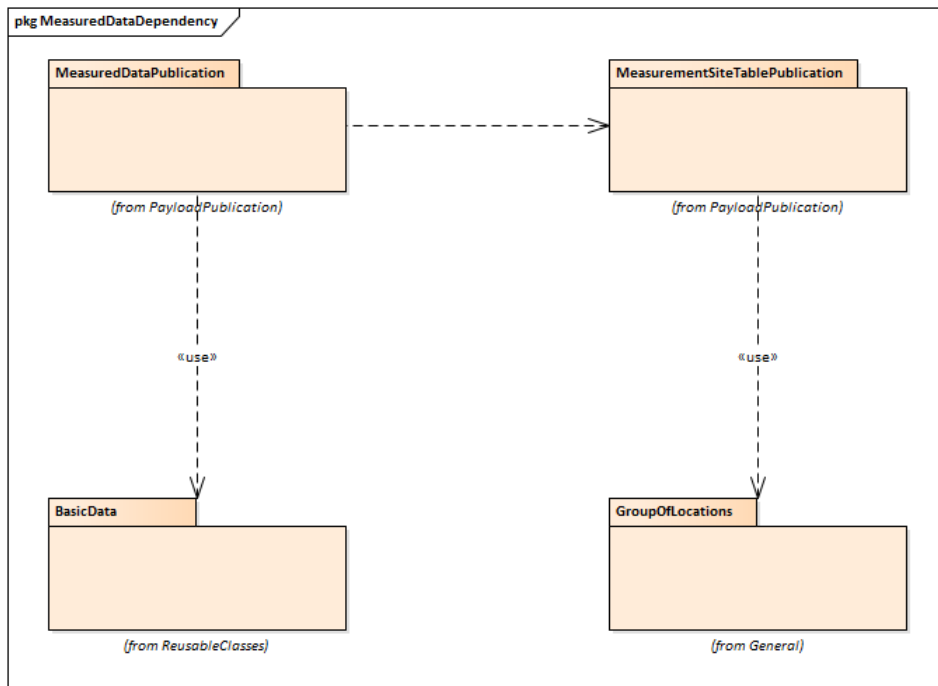 pkg MeasuredDataDependency
MeasuredDataPublication
MeasurementSiteTablePublication
(from PayloadPublication)
(from PayloadPublication)
«use»
«use»
BasicData
GroupOfLocations
(from ReusableClasses)
(from General)